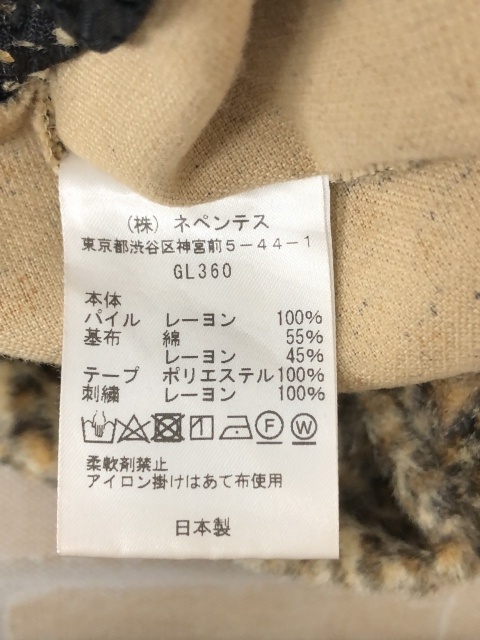 (株) ネペンテス
東京都渋谷区神宮前5-44-1
GL360
本体
パイル レーヨン 100%
基布 綿 55%
レーヨン 45%
テープ ポリエステル100%
刺繍 レーヨン 100%
F W
柔軟剤禁止
アイロン掛けはあて布使用
日本製